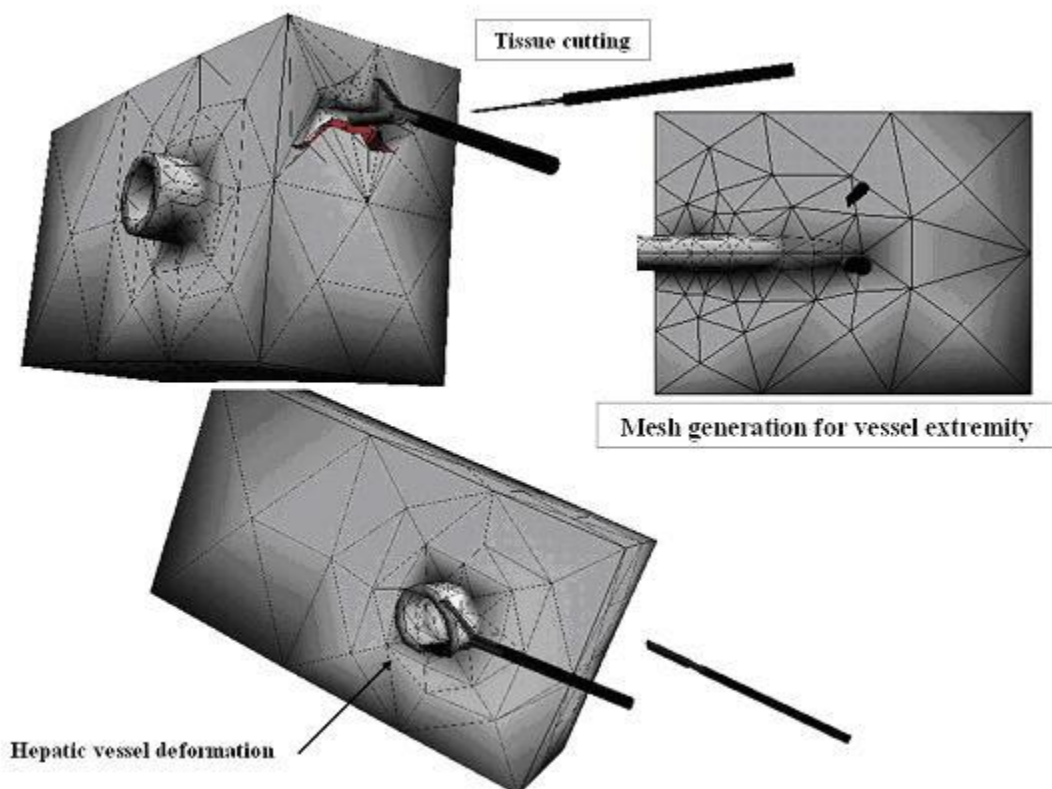 Tissue cutting
Mesh generation for vessel extremity
Hepatic vessel deformation